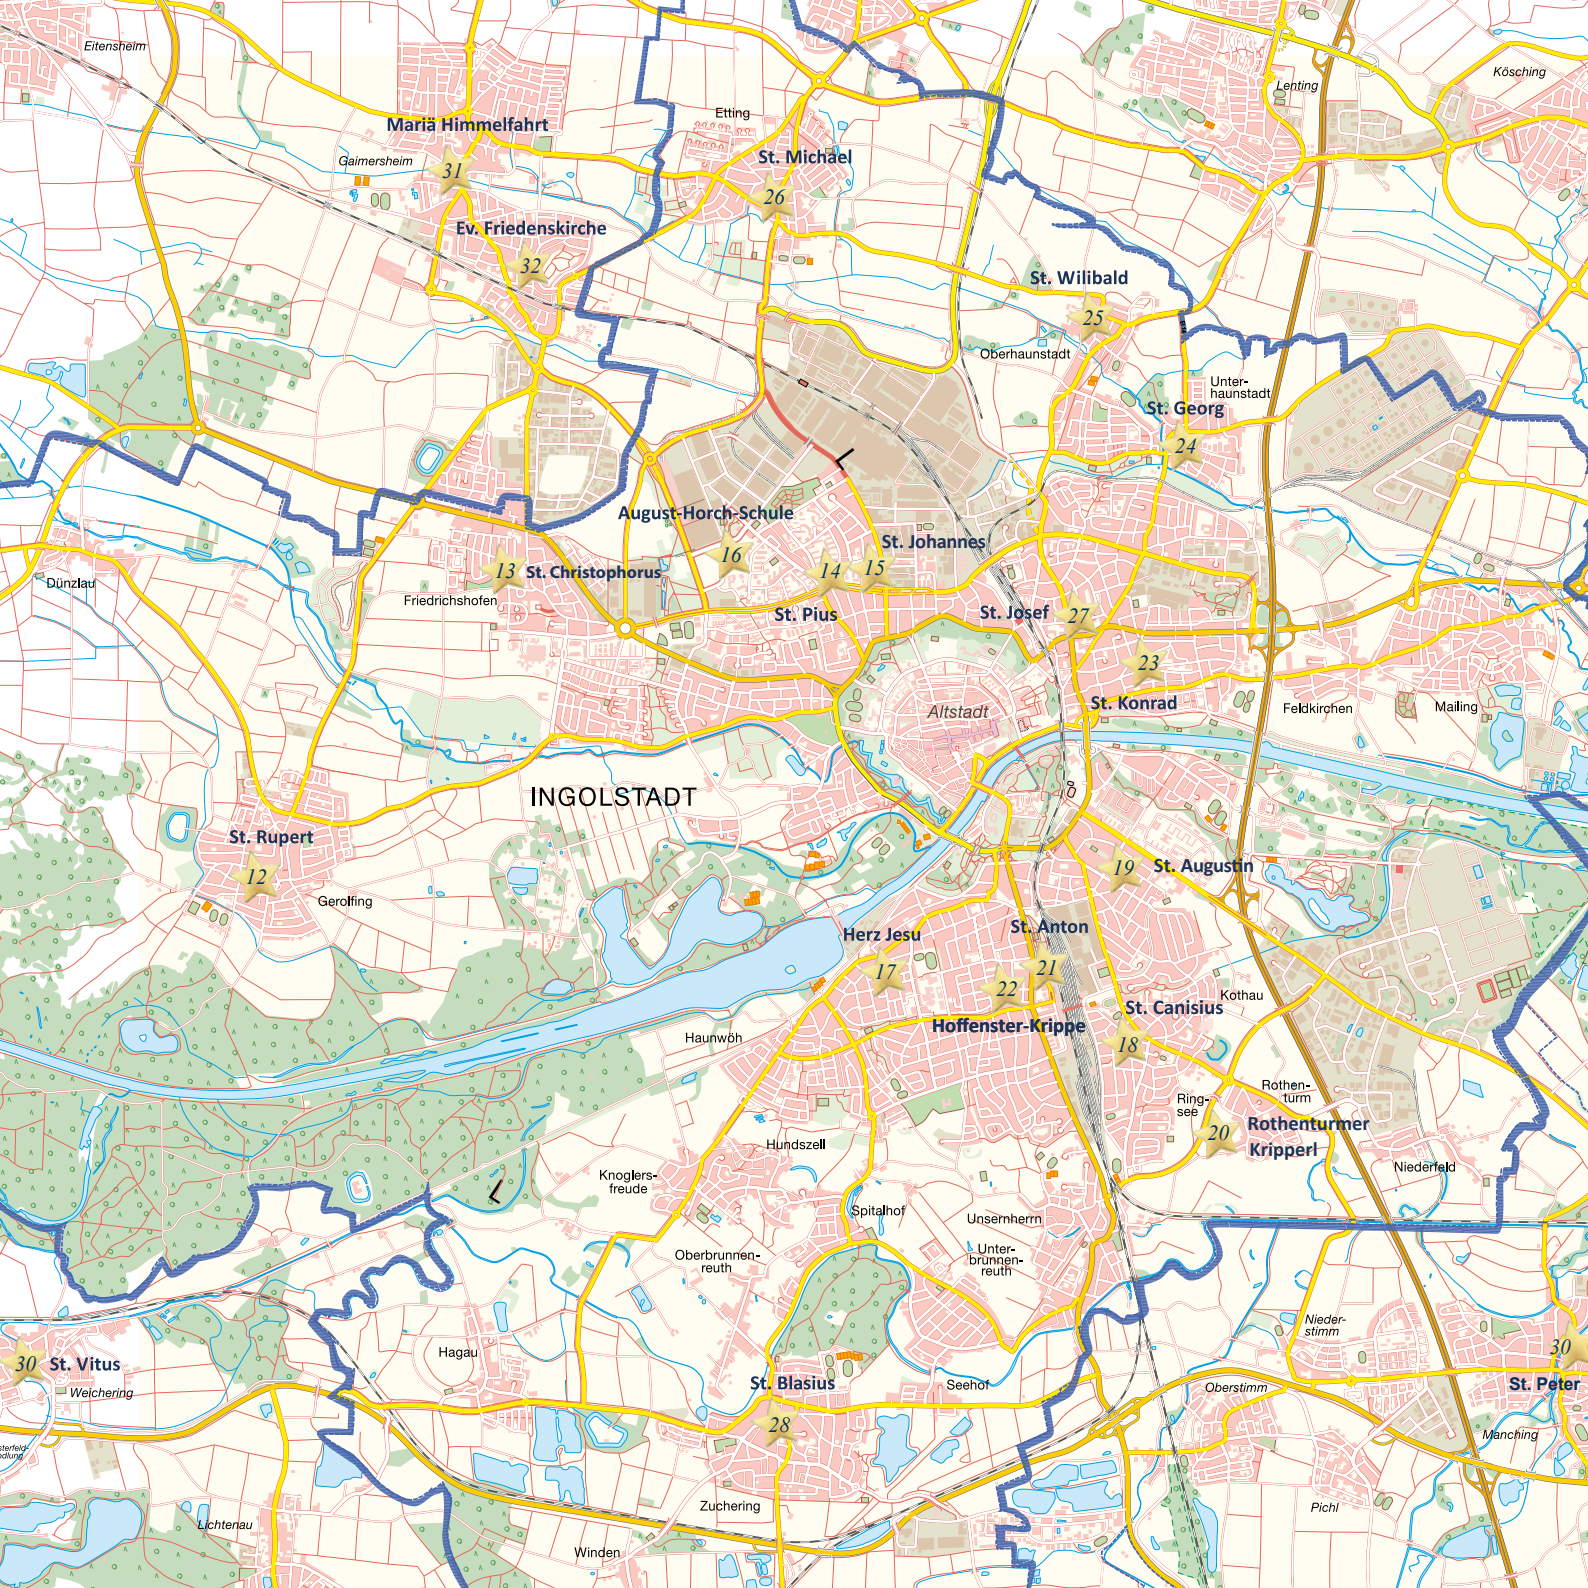 Eitensheim
Kösching
Lenting
Etting
Mariä Himmelfahrt
St. Michael
Gaimersheim
31
26
Ev. Friedenskirche
32
St. Wilibald
25
Oberhaunstadt
Unter-
haunstadt
St. Georg
24
August-Horch-Schule
16
St. Johannes
15
14
St. Pius
13
St. Christophorus
Friedrichshofen
Dünzlau
St. Josef
27
23
St. Konrad
Altstadt
Feldkirchen
Mailing
INGOLSTADT
St. Rupert
12
Gerolfing
19
St. Augustin
Herz Jesu
17
St. Anton
21
22
Hoffenster-Krippe
St. Canisius
18
Kothau
Haunwöh
Rothen-
turm
Ring-
see
20
Rothenturmer
Kripperl
Niederfeld
Hundszell
Knoglers-
freude
Spitalhof
Unsernherrn
Oberbrunnen-
reuth
Unter-
brunnen-
reuth
Nieder-
stimm
30
St. Vitus
Weichering
Hagau
St. Blasius
28
Seehof
Oberstimm
30
St. Peter
Manching
Zuchering
Pichl
Lichtenau
Winden